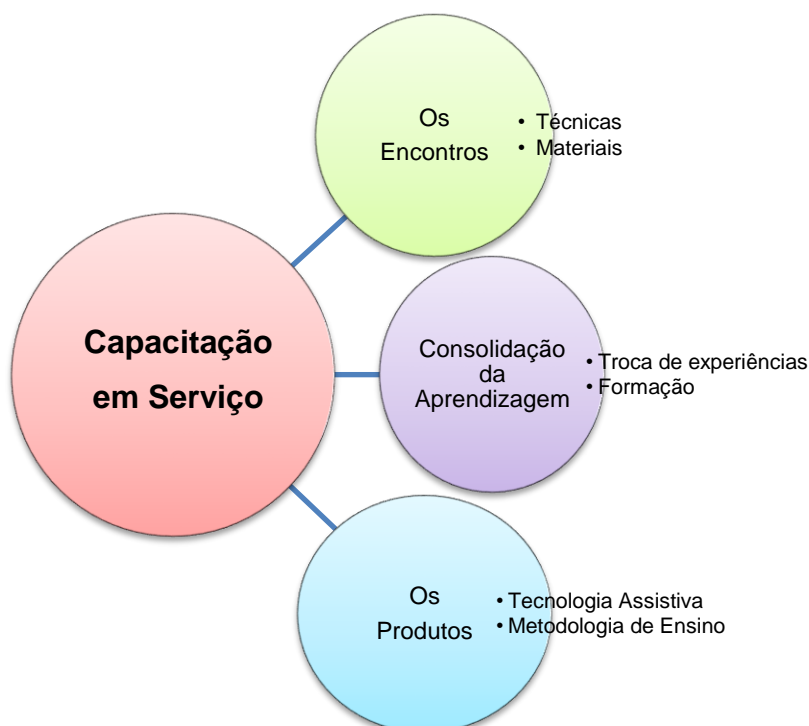 Os
Encontros
• Técnicas
• Materiais
Capacitação
em Serviço
Consolidação
da
Aprendizagem
• Troca de experiências
• Formação
Os
Produtos
• Tecnologia Assistiva
• Metodologia de Ensino